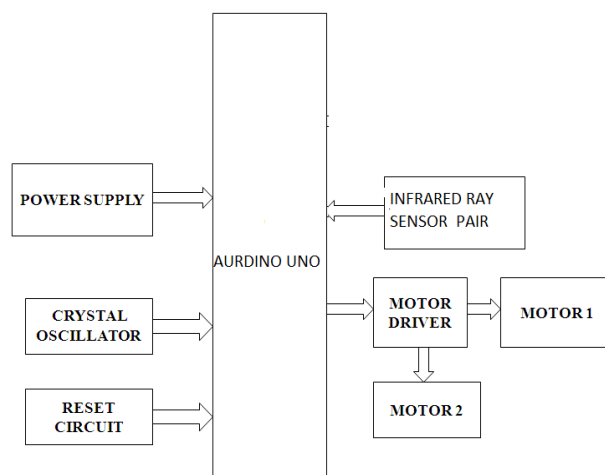 POWER SUPPLY
INFRARED RAY
SENSOR PAIR
AURDINO UNO
CRYSTAL
OSCILLATOR
MOTOR
DRIVER
MOTOR 1
RESET
CIRCUIT
MOTOR 2